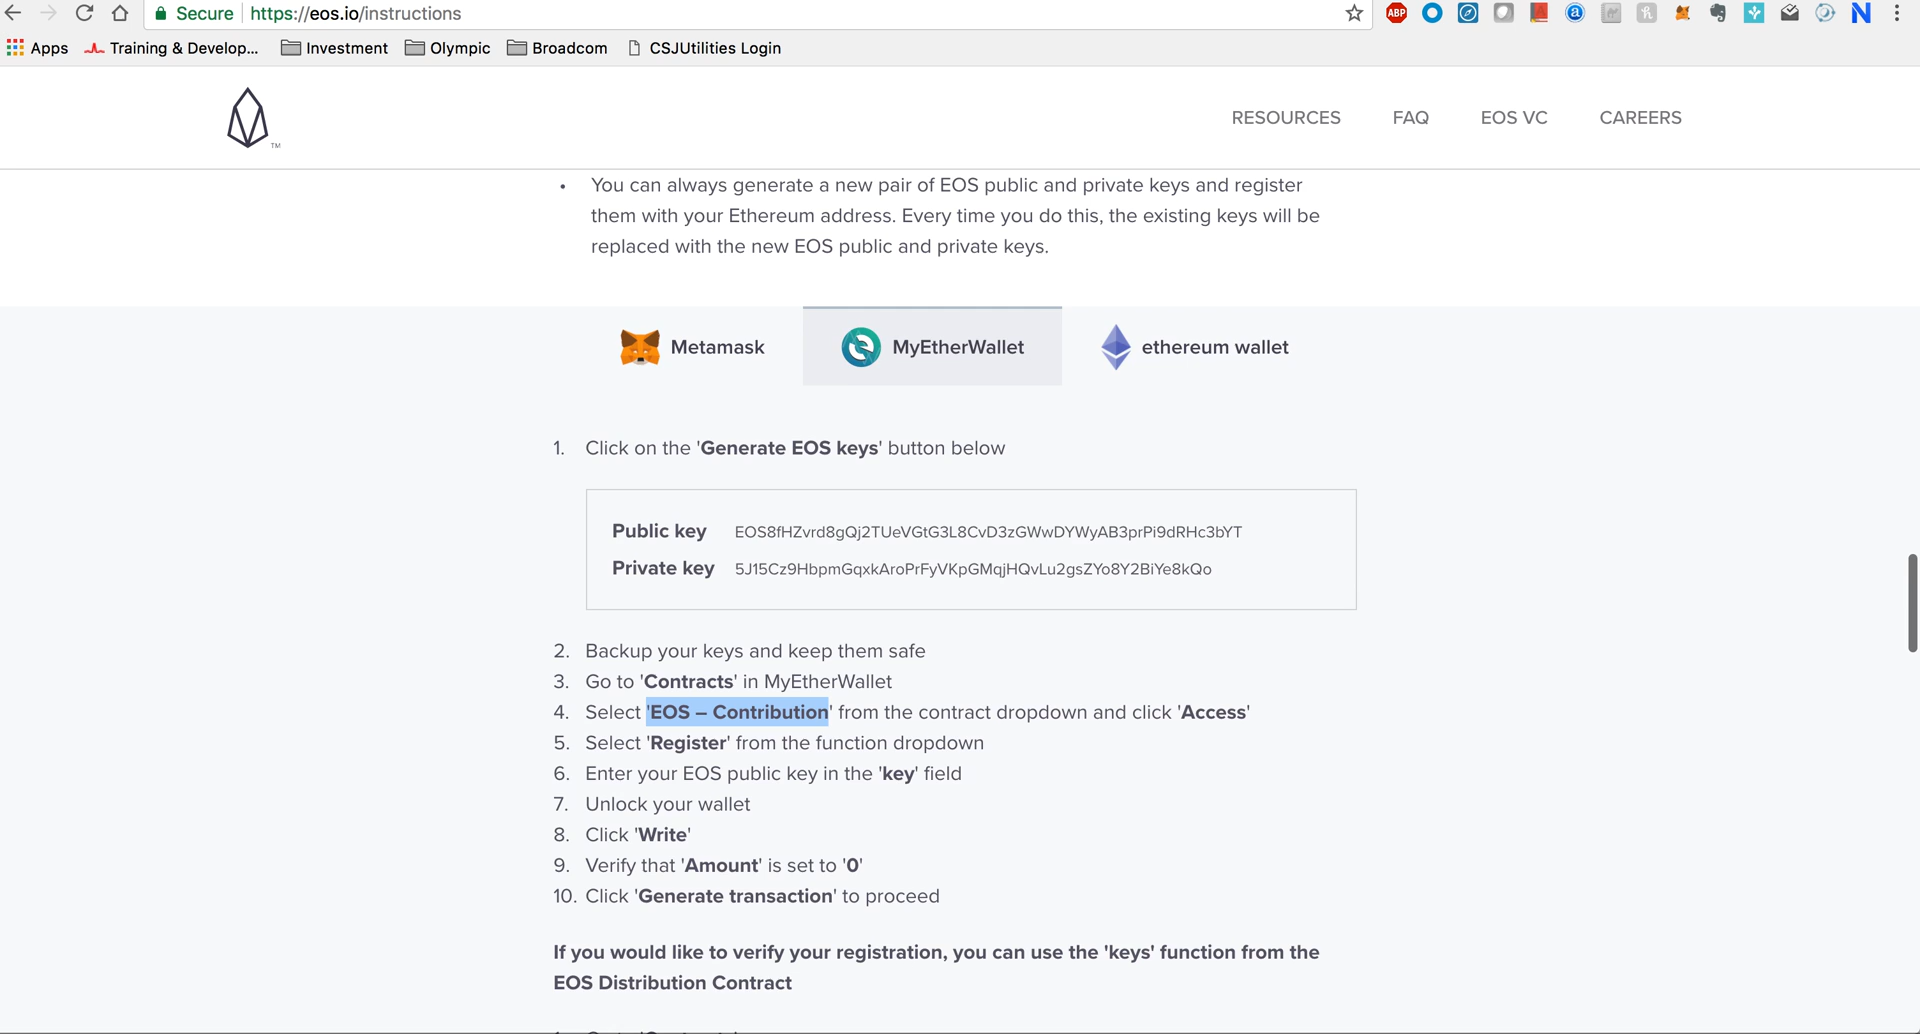 Secure https://eos.io/instructions
ABP
Apps Training & Develop... Investment Olympic Broadcom CSJUtilities Login
TM
RESOURCES FAQ EOS VC CAREERS
• You can always generate a new pair of EOS public and private keys and register
them with your Ethereum address. Every time you do this, the existing keys will be
replaced with the new EOS public and private keys.
Metamask MyEtherWallet ethereum wallet
1. Click on the 'Generate EOS keys' button below
Public key EOS8fHZvrd8gQj2TUeVGtG3L8CvD3zGWwDYWyAB3prPi9dRHc3bYT
Private key 5J15Cz9HbpmGqxkAroPrFyVKpGMqjHQvLu2gsZYo8Y2BiYe8kQo
2. Backup your keys and keep them safe
3. Go to 'Contracts' in MyEtherWallet
4. Select 'EOS – Contribution' from the contract dropdown and click 'Access'
5. Select 'Register' from the function dropdown
6. Enter your EOS public key in the 'key' field
7. Unlock your wallet
8. Click 'Write'
9. Verify that 'Amount' is set to '0'
10. Click 'Generate transaction' to proceed
If you would like to verify your registration, you can use the 'keys' function from the
EOS Distribution Contract